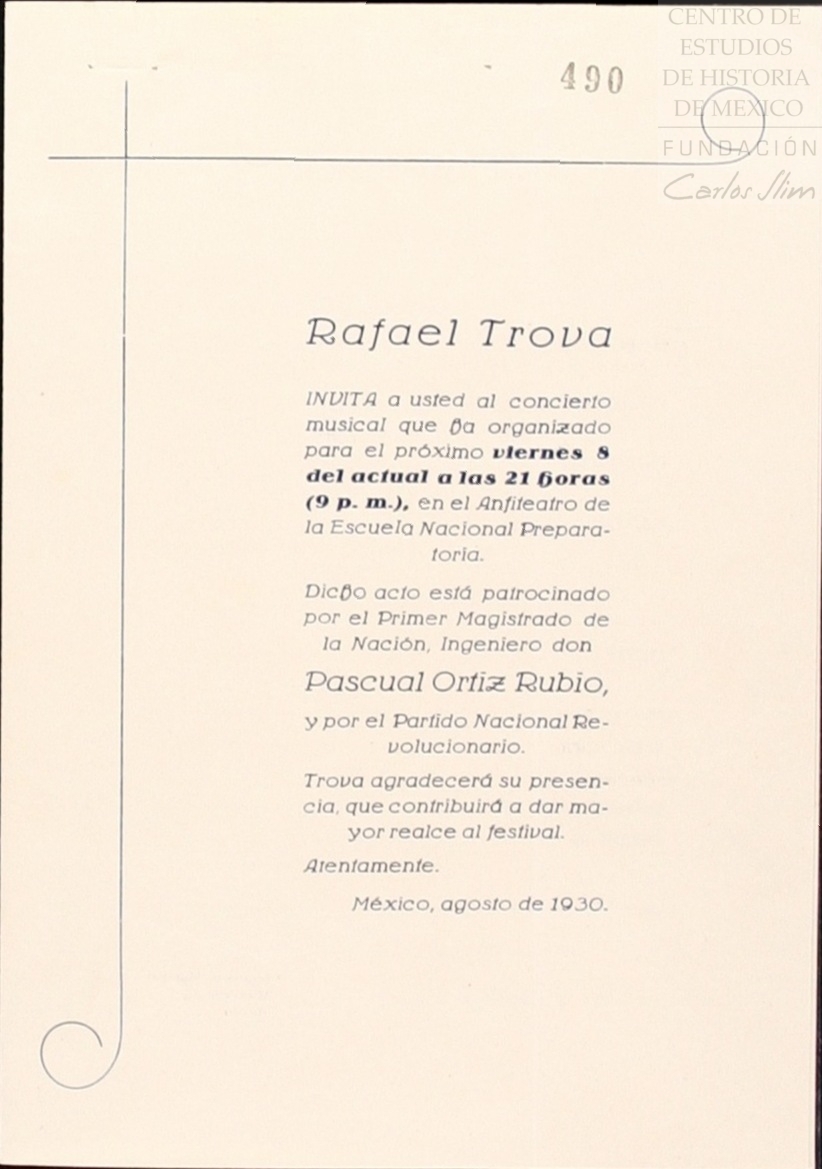 CENTRO DE
ESTUDIOS
DE HISTORIA
DE MEXICO
FUNDACIÓN
Carlos Slim
490
Rafael Trova
INVITA a usted al concierto
musical que ha organizado
para el próximo viernes 8
del actual a las 21 horas
(9 p. m.), en el Anfiteatro de
la Escuela Nacional Prepara-
toria.
Dicho acto está patrocinado
por el Primer Magistrado de
la Nación, Ingeniero don
Pascual Ortiz Rubio,
y por el Partido Nacional Re-
volucionario.
Trova agradecerá su presen-
cia, que contribuirá a dar ma-
yor realce al festival.
Atentamente.
México, agosto de 1930.